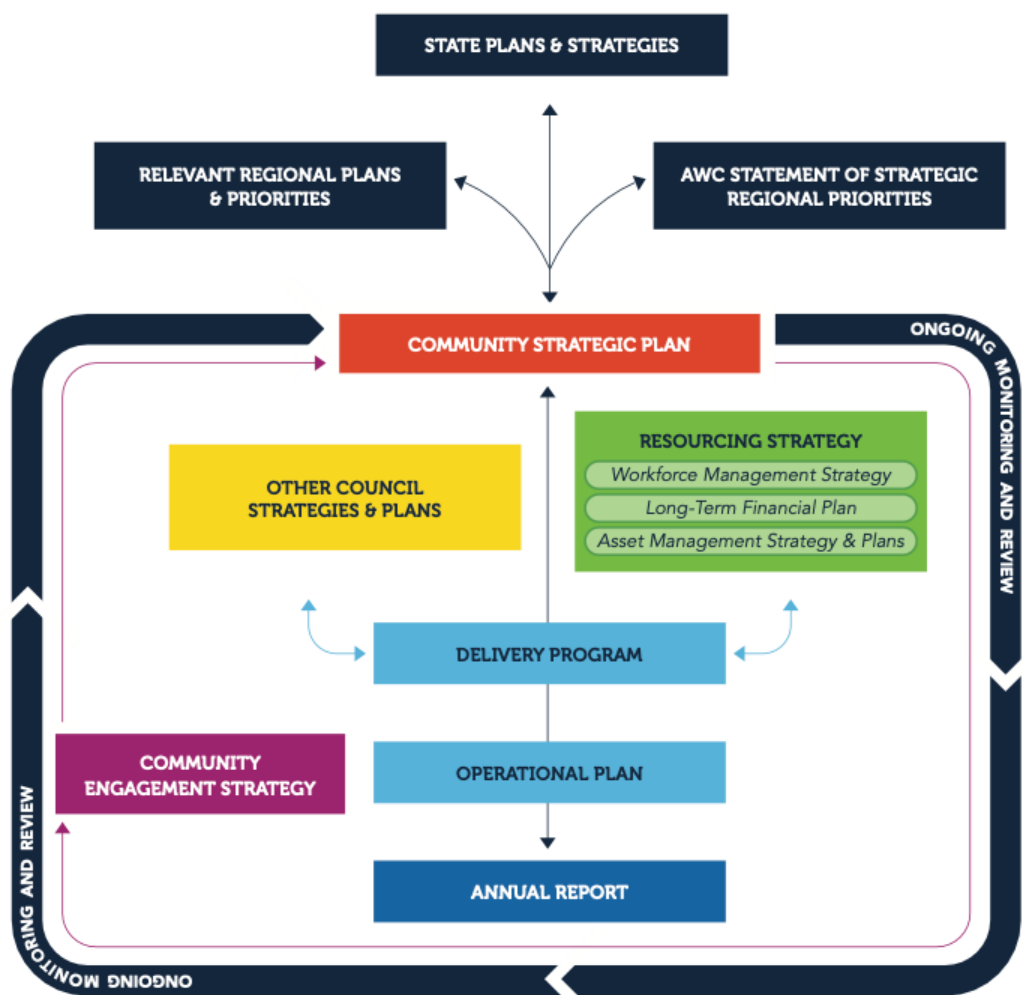 STATE PLANS & STRATEGIES
RELEVANT REGIONAL PLANS
& PRIORITIES
AWC STATEMENT OF STRATEGIC
REGIONAL PRIORITIES
COMMUNITY STRATEGIC PLAN
ONGOING MONITORING AND REVIEW
RESOURCING STRATEGY
Workforce Management Strategy
Long-Term Financial Plan
Asset Management Strategy & Plans
OTHER COUNCIL
STRATEGIES & PLANS
DELIVERY PROGRAM
COMMUNITY
ENGAGEMENT STRATEGY
OPERATIONAL PLAN
ANNUAL REPORT
ONGOING MONITORING AND REVIEW